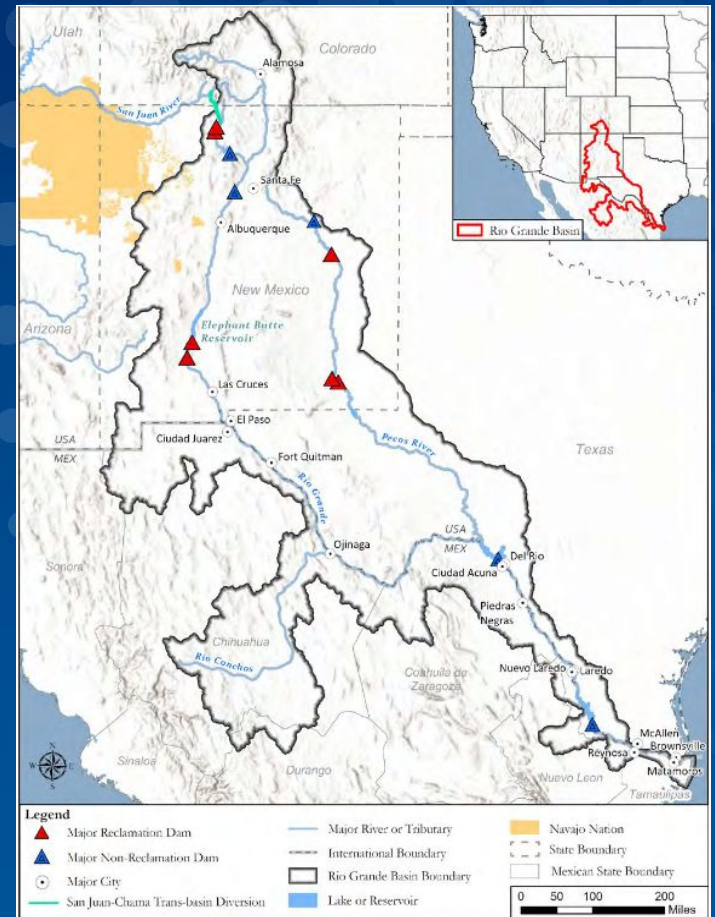 Utah
Colorado
Alamosa
San Juan River
Santa Fe
Albuquerque
Rio Grande Basin
New Mexico
Arizona
Elephant Butte
Reservoir
Las Cruces
El Paso
Ciudad Juarez
USA
MEX
Fort Quitman
Pecos River
Texas
Rio Grande
Ojinaga
USA
MEX
Del Rio
Ciudad Acuna
Sonora
Piedras
Negras
Chihuahua
Rio Conchos
Coahuila de
Zaragoza
Nuevo Laredo
Laredo
McAllen
Brownsville
Reynosa
Matamoros
N
W
E
S
Sinaloa
Durango
Nuevo Leon
Tamaulipas
Legend
Major Reclamation Dam
Major Non-Reclamation Dam
Major City
San Juan-Chama Trans-basin Diversion
Major River or Tributary
International Boundary
Rio Grande Basin Boundary
Lake or Reservoir
Navajo Nation
State Boundary
Mexican State Boundary
0 50 100 200
Miles